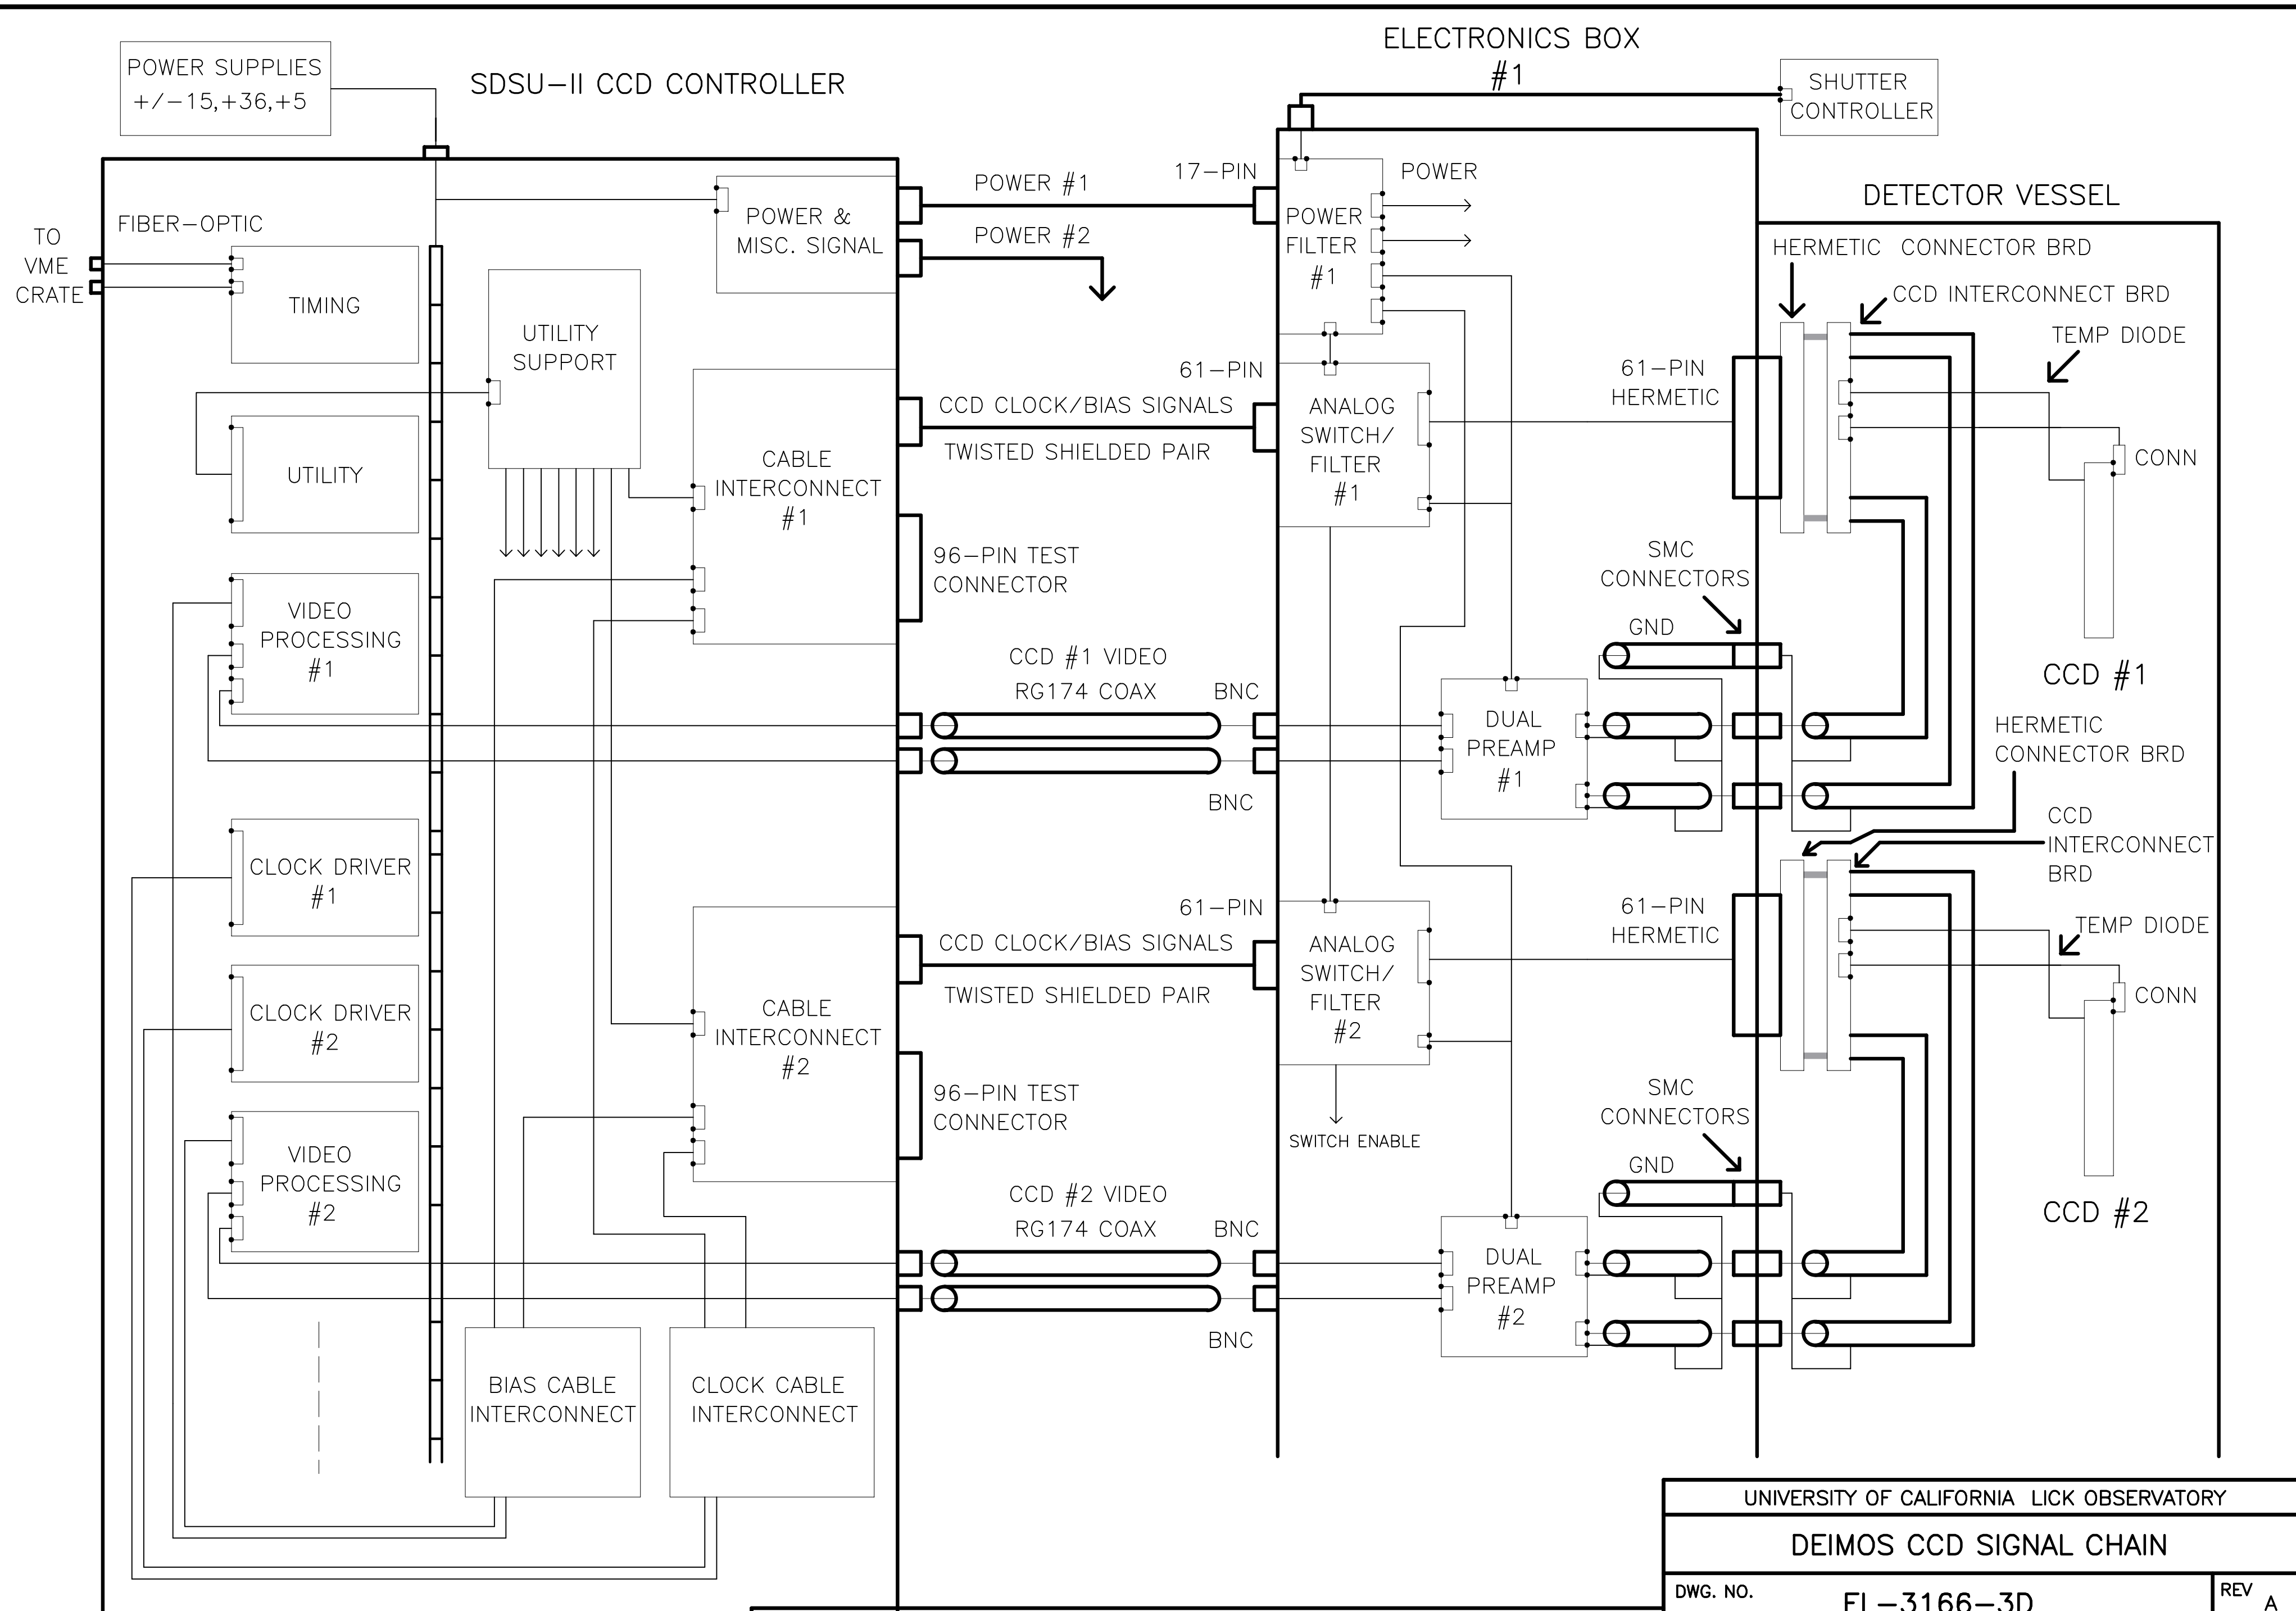 ELECTRONICS BOX
#1
POWER SUPPLIES
+/-15,+36,+5
SDSU-II CCD CONTROLLER
SHUTTER
CONTROLLER
TO
VME
CRATE
FIBER-OPTIC
TIMING
UTILITY
VIDEO
PROCESSING
#1
CLOCK DRIVER
#1
CLOCK DRIVER
#2
VIDEO
PROCESSING
#2
UTILITY
SUPPORT
POWER &
MISC. SIGNAL
CABLE
INTERCONNECT
#1
CABLE
INTERCONNECT
#2
BIAS CABLE
INTERCONNECT
CLOCK CABLE
INTERCONNECT
POWER #1
POWER #2
17-PIN
61-PIN
CCD CLOCK/BIAS SIGNALS
TWISTED SHIELDED PAIR
96-PIN TEST
CONNECTOR
CCD #1 VIDEO
RG174 COAX
BNC
BNC
61-PIN
CCD CLOCK/BIAS SIGNALS
TWISTED SHIELDED PAIR
96-PIN TEST
CONNECTOR
CCD #2 VIDEO
RG174 COAX
BNC
BNC
POWER
FILTER
#1
POWER
ANALOG
SWITCH/
FILTER
#1
DUAL
PREAMP
#1
ANALOG
SWITCH/
FILTER
#2
SWITCH ENABLE
DUAL
PREAMP
#2
61-PIN
HERMETIC
SMC
CONNECTORS
GND
61-PIN
HERMETIC
SMC
CONNECTORS
GND
DETECTOR VESSEL
HERMETIC CONNECTOR BRD
CCD INTERCONNECT BRD
TEMP DIODE
CONN
CCD #1
HERMETIC
CONNECTOR BRD
CCD
INTERCONNECT
BRD
TEMP DIODE
CONN
CCD #2
UNIVERSITY OF CALIFORNIA LICK OBSERVATORY
DEIMOS CCD SIGNAL CHAIN
DWG. NO.
EL-3166-3D
REV
A